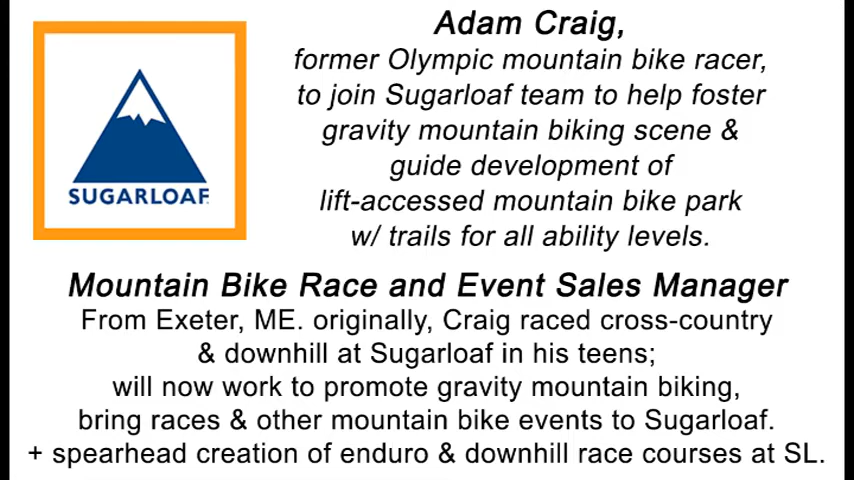 SUGARLOAF
Adam Craig,
former Olympic mountain bike racer,
to join Sugarloaf team to help foster
gravity mountain biking scene &
guide development of
lift-accessed mountain bike park
w/ trails for all ability levels.
Mountain Bike Race and Event Sales Manager
From Exeter, ME. originally, Craig raced cross-country
& downhill at Sugarloaf in his teens;
will now work to promote gravity mountain biking,
bring races & other mountain bike events to Sugarloaf.
+ spearhead creation of enduro & downhill race courses at SL.